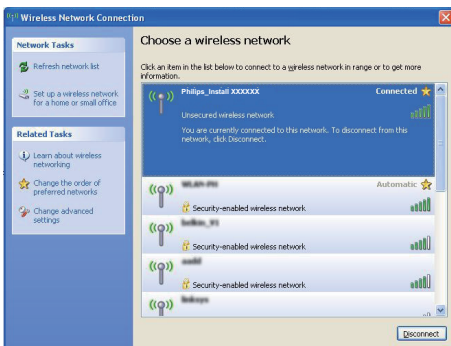 Wireless Network Connection
Network Tasks
Refresh network list
Set up a wireless network
for a home or small office
Related Tasks
Learn about wireless
networking
Change the order of
preferred networks
Change advanced
settings
Choose a wireless network
Click an item in the list below to connect to a wireless network in range or to get more
information.
Philips_Install XXXXXX
Connected
Unsecured wireless network
You are currently connected to this network. To disconnect from this
network, click Disconnect.
Automatic
Security-enabled wireless network
Security-enabled wireless network
Security-enabled wireless network
Disconnect